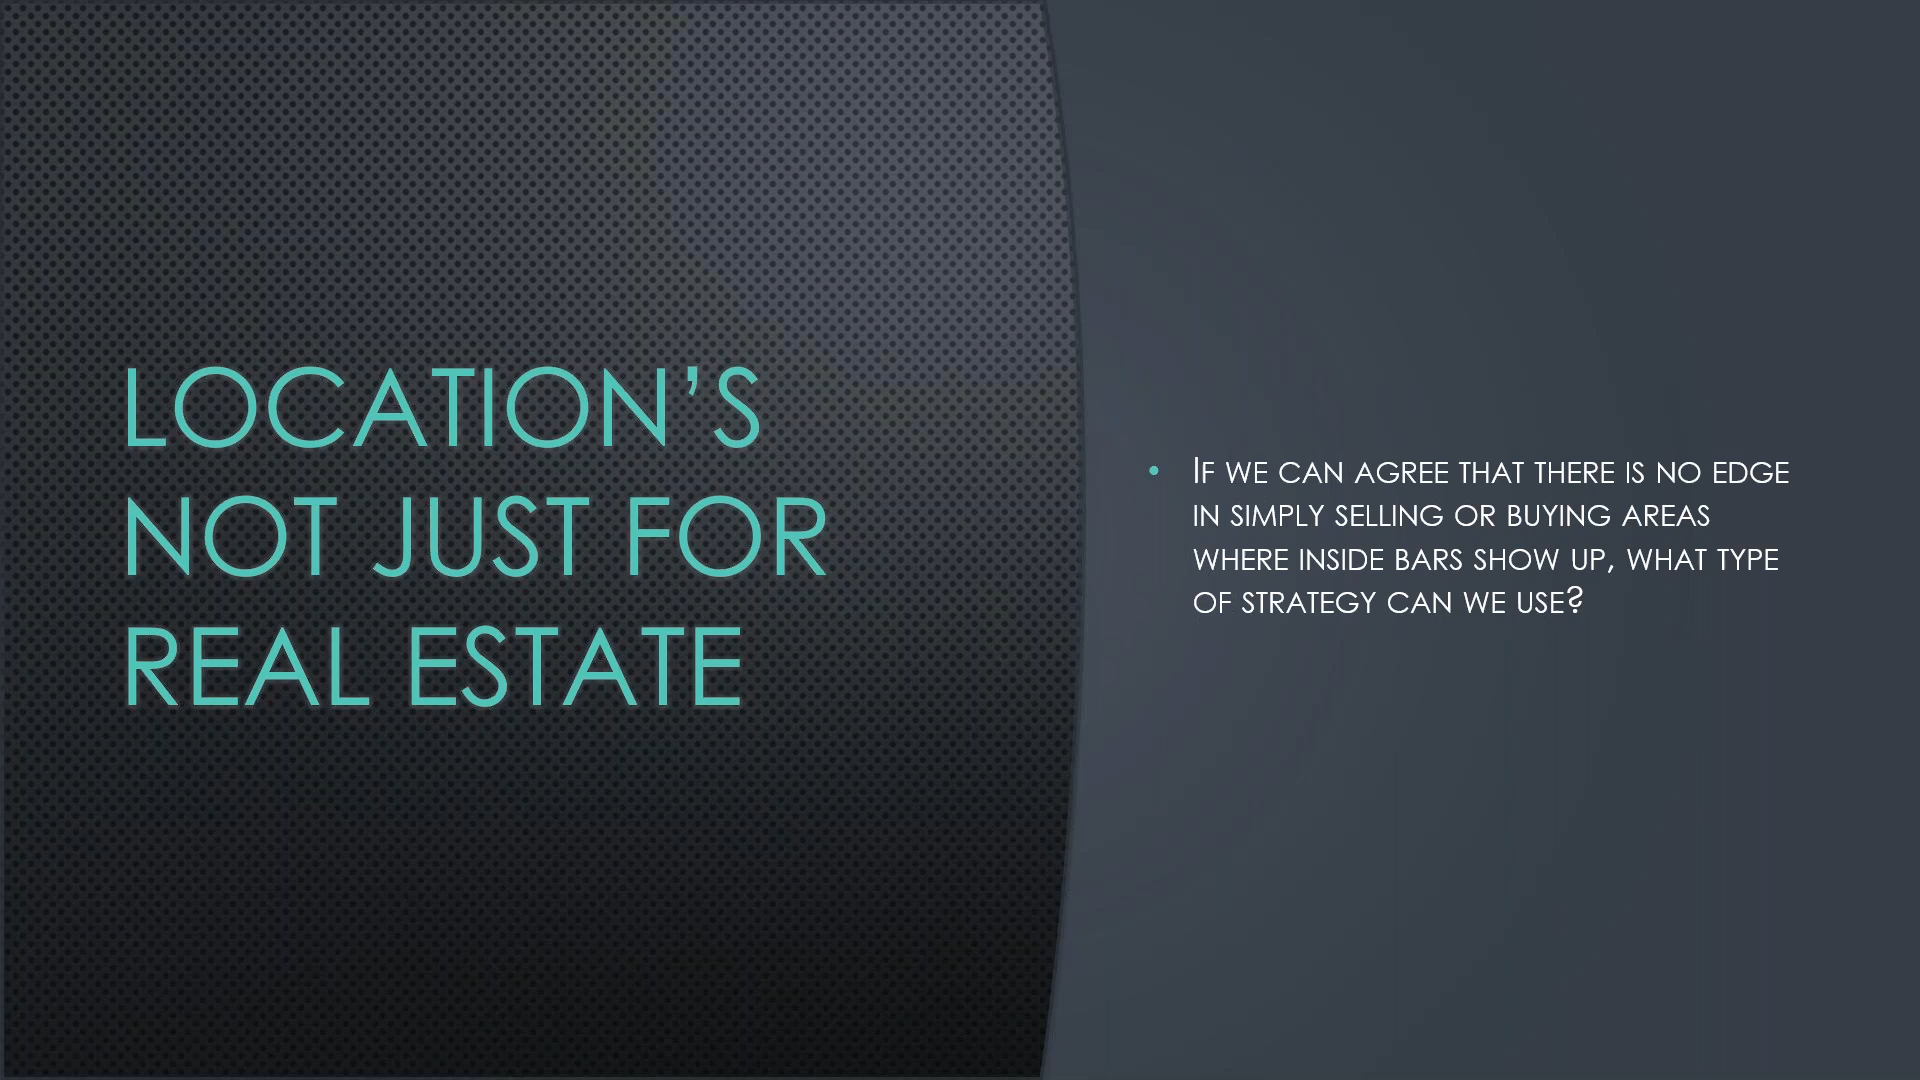 LOCATION'S
NOT JUST FOR
REAL ESTATE
• IF WE CAN AGREE THAT THERE IS NO EDGE
IN SIMPLY SELLING OR BUYING AREAS
WHERE INSIDE BARS SHOW UP, WHAT TYPE
OF STRATEGY CAN WE USE?